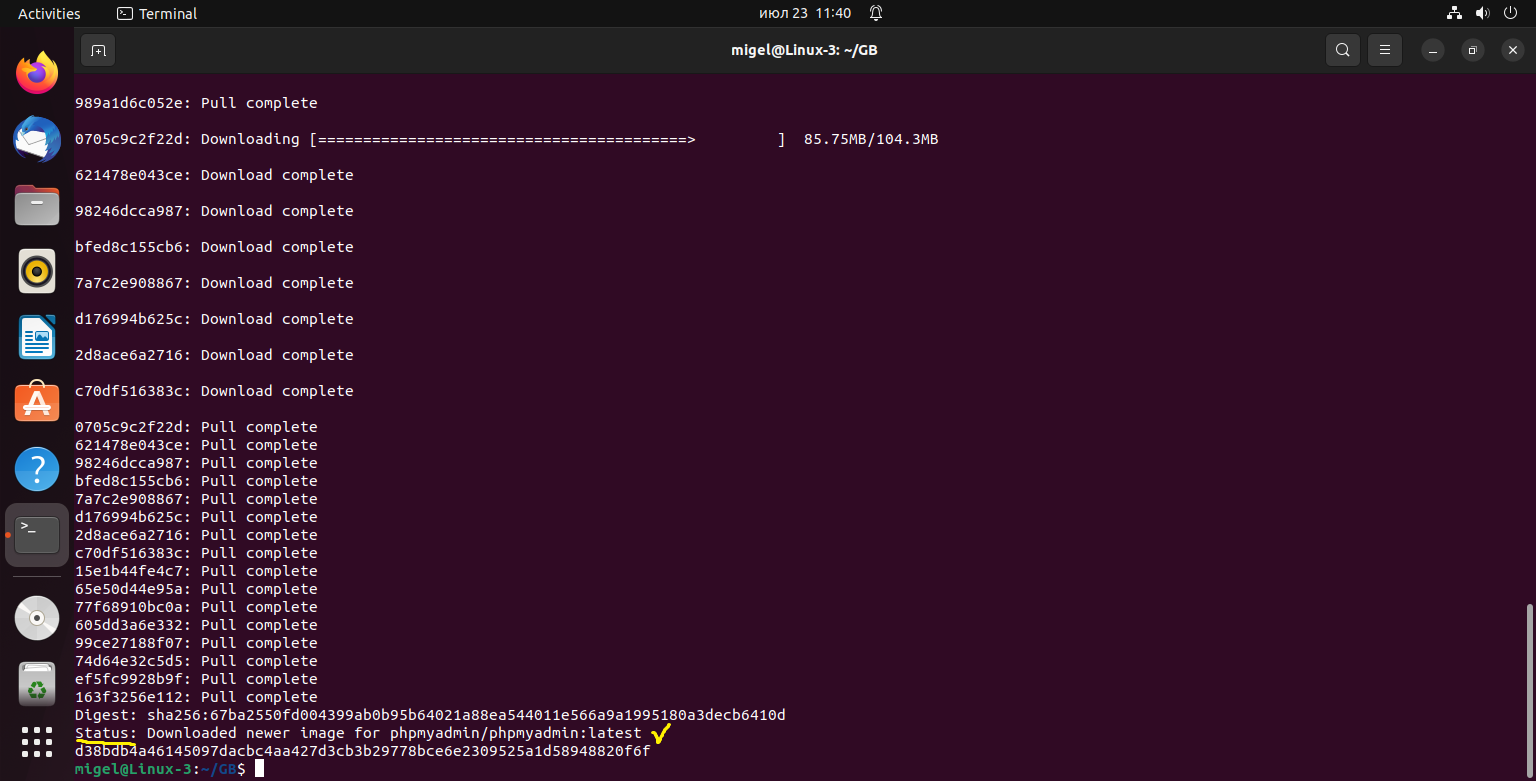 Activities Terminal июл 23 11:40
migel@Linux-3: ~/GB
989a1d6c052e: Pull complete
0705c9c2f22d: Downloading [=========================================>         ] 85.75MB/104.3MB
621478e043ce: Download complete
98246dcca987: Download complete
bfed8c155cb6: Download complete
7a7c2e908867: Download complete
d176994b625c: Download complete
2d8ace6a2716: Download complete
c70df516383c: Download complete
0705c9c2f22d: Pull complete
621478e043ce: Pull complete
98246dcca987: Pull complete
bfed8c155cb6: Pull complete
7a7c2e908867: Pull complete
d176994b625c: Pull complete
2d8ace6a2716: Pull complete
c70df516383c: Pull complete
15e1b44fe4c7: Pull complete
65e50d44e95a: Pull complete
77f68910bc0a: Pull complete
605dd3a6e332: Pull complete
99ce27188f07: Pull complete
74d64e32c5d5: Pull complete
ef5fc9928b9f: Pull complete
163f3256e112: Pull complete
Digest: sha256:67ba2550fd004399ab0b95b64021a88ea544011e566a9a1995180a3decb6410d
Status: Downloaded newer image for phpmyadmin/phpmyadmin:latest
d38bdb4a46145097dacbc4aa427d3cb3b29778bce6e2309525a1d58948820f6f
migel@Linux-3:~/GB$